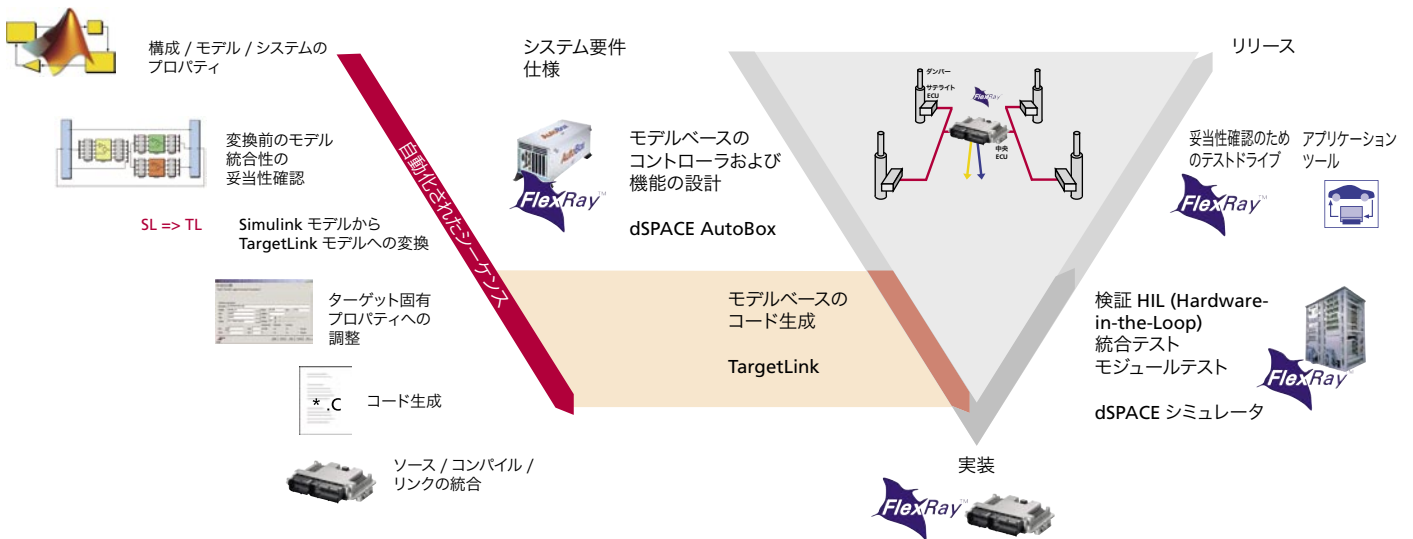 構成 / モデル / システムの
プロパティ
変換前のモデル
統合性の
妥当性確認
SL => TL
Simulink モデルから
TargetLink モデルへの変換
ターゲット固有
プロパティへの
調整
* .C
コード生成
ソース / コンパイル /
リンクの統合
自動化されたシーケンス
システム要件
仕様
AutoBox
AutoBox
FlexRay™
モデルベースの
コントローラおよび
機能の設計
dSPACE AutoBox
モデルベースの
コード生成
TargetLink
ダンパー
サテライト
ECU
FlexRay
中央
ECU
実装
FlexRay™
リリース
妥当性確認のため
のテストドライブ
FlexRay™
アプリケーション
ツール
検証 HIL (Hardware-
in-the-Loop)
統合テスト
モジュールテスト
FlexRay™
dSPACE シミュレータ